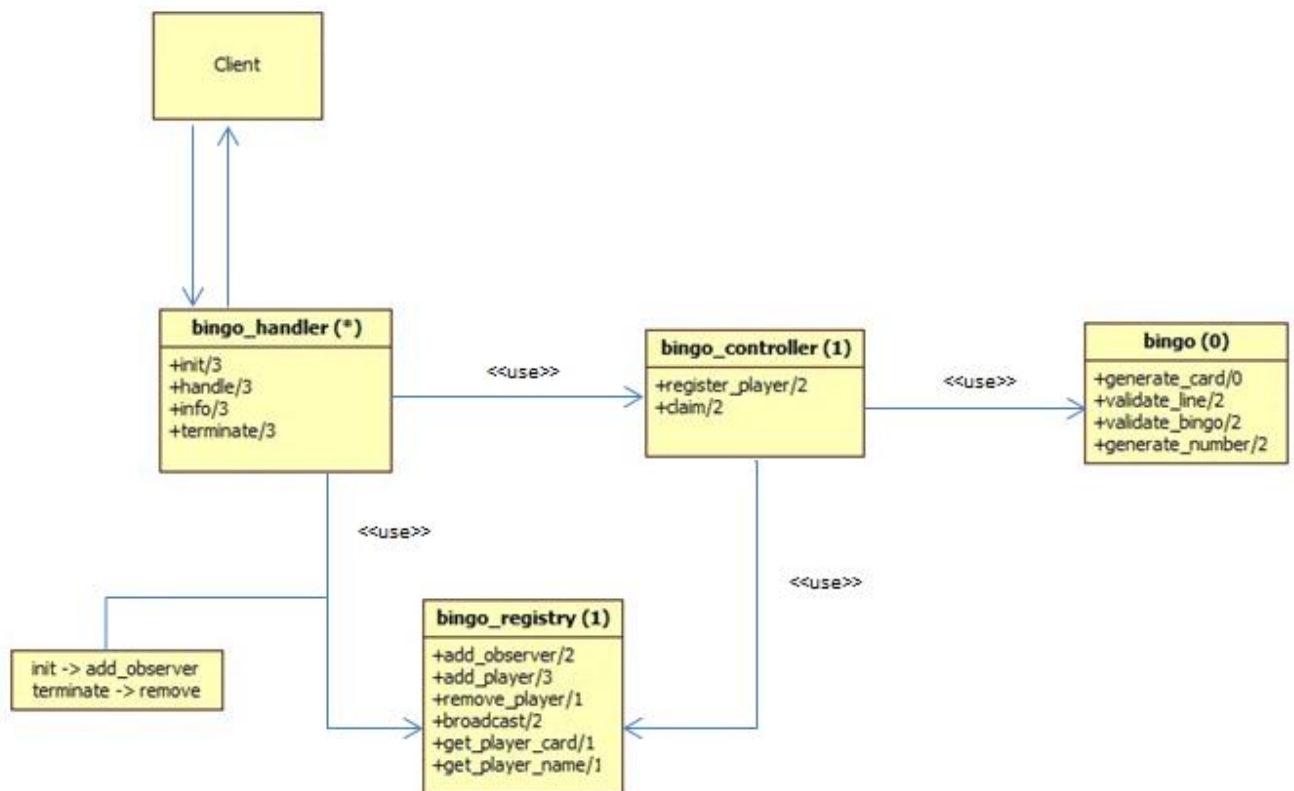 Client
bingo_handler (*)
+init/3
+handle/3
+info/3
+terminate/3
<<use>>
bingo_controller (1)
+register_player/2
+claim/2
<<use>>
bingo (0)
+generate_card/0
+validate_line/2
+validate_bingo/2
+generate_number/2
<<use>>
<<use>>
init -> add_observer
terminate -> remove
bingo_registry (1)
+add_observer/2
+add_player/3
+remove_player/1
+broadcast/2
+get_player_card/1
+get_player_name/1